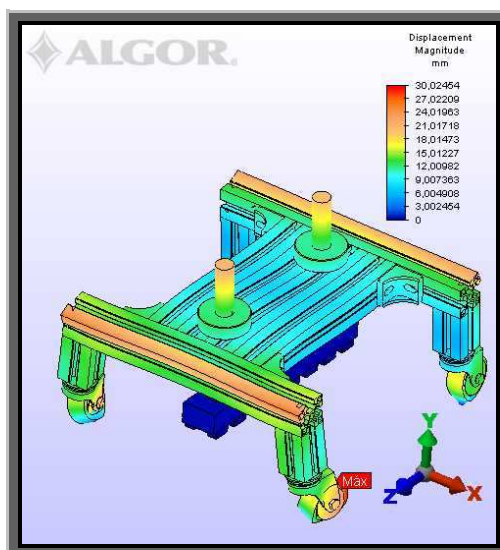 ALGOR.
Displacement
Magnitude
mm
30,02454
27,02209
24,01963
21,01718
18,01473
15,01227
12,00982
9,007363
6,004908
3,002454
0
Máx
Y
Z
X